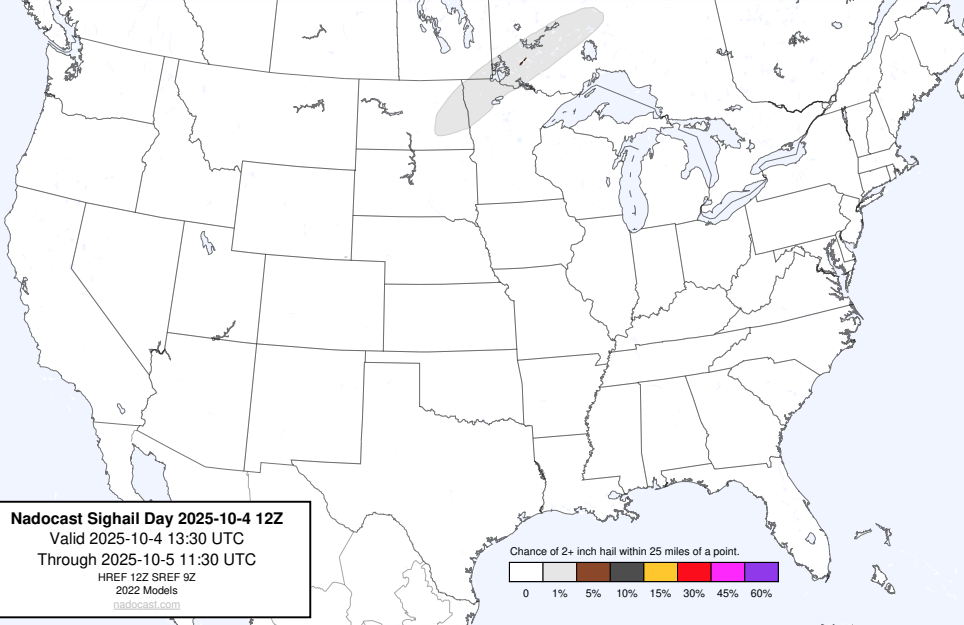 Nadocast Sighail Day 2025-10-4 12Z
Valid 2025-10-4 13:30 UTC
Through 2025-10-5 11:30 UTC
HREF 12Z SREF 9Z
2022 Models
nadocast.com
Chance of 2+ inch hail within 25 miles of a point.
0 1% 5% 10% 15% 30% 45% 60%